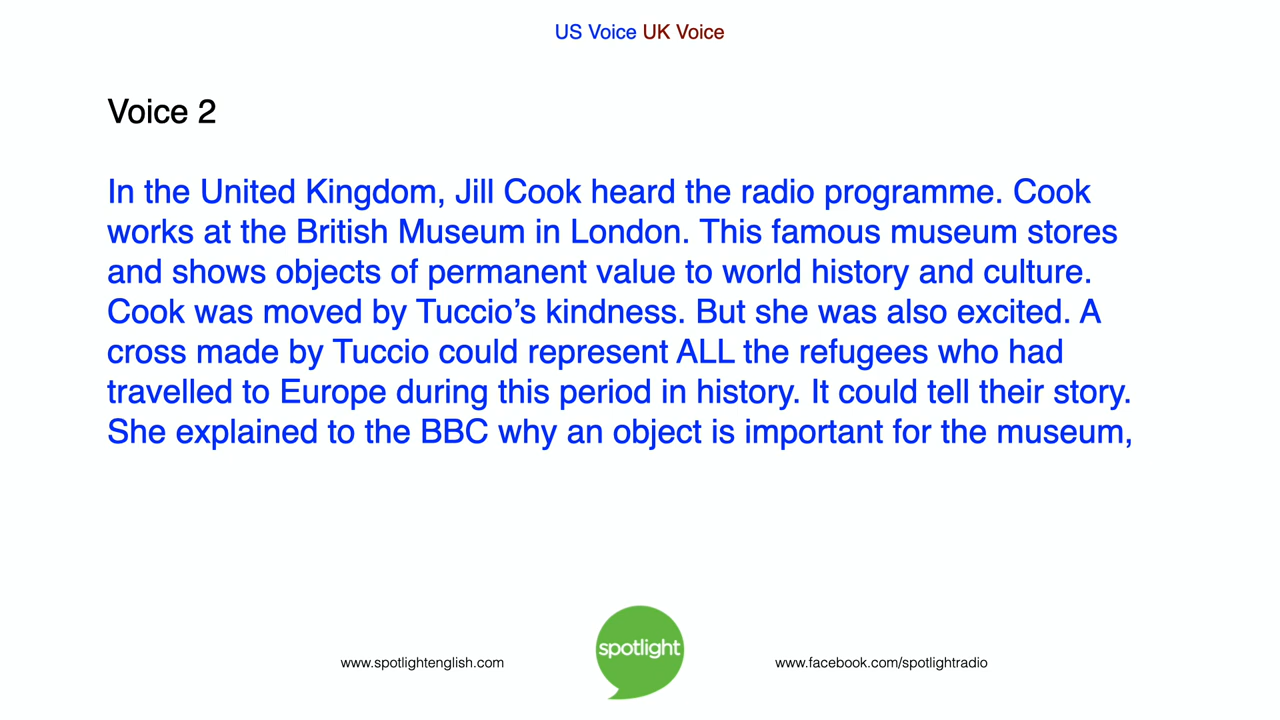 US Voice UK Voice
Voice 2
In the United Kingdom, Jill Cook heard the radio programme. Cook
works at the British Museum in London. This famous museum stores
and shows objects of permanent value to world history and culture.
Cook was moved by Tuccio’s kindness. But she was also excited. A
cross made by Tuccio could represent ALL the refugees who had
travelled to Europe during this period in history. It could tell their story.
She explained to the BBC why an object is important for the museum,
www.spotlightenglish.com
spotlight
www.facebook.com/spotlightradio